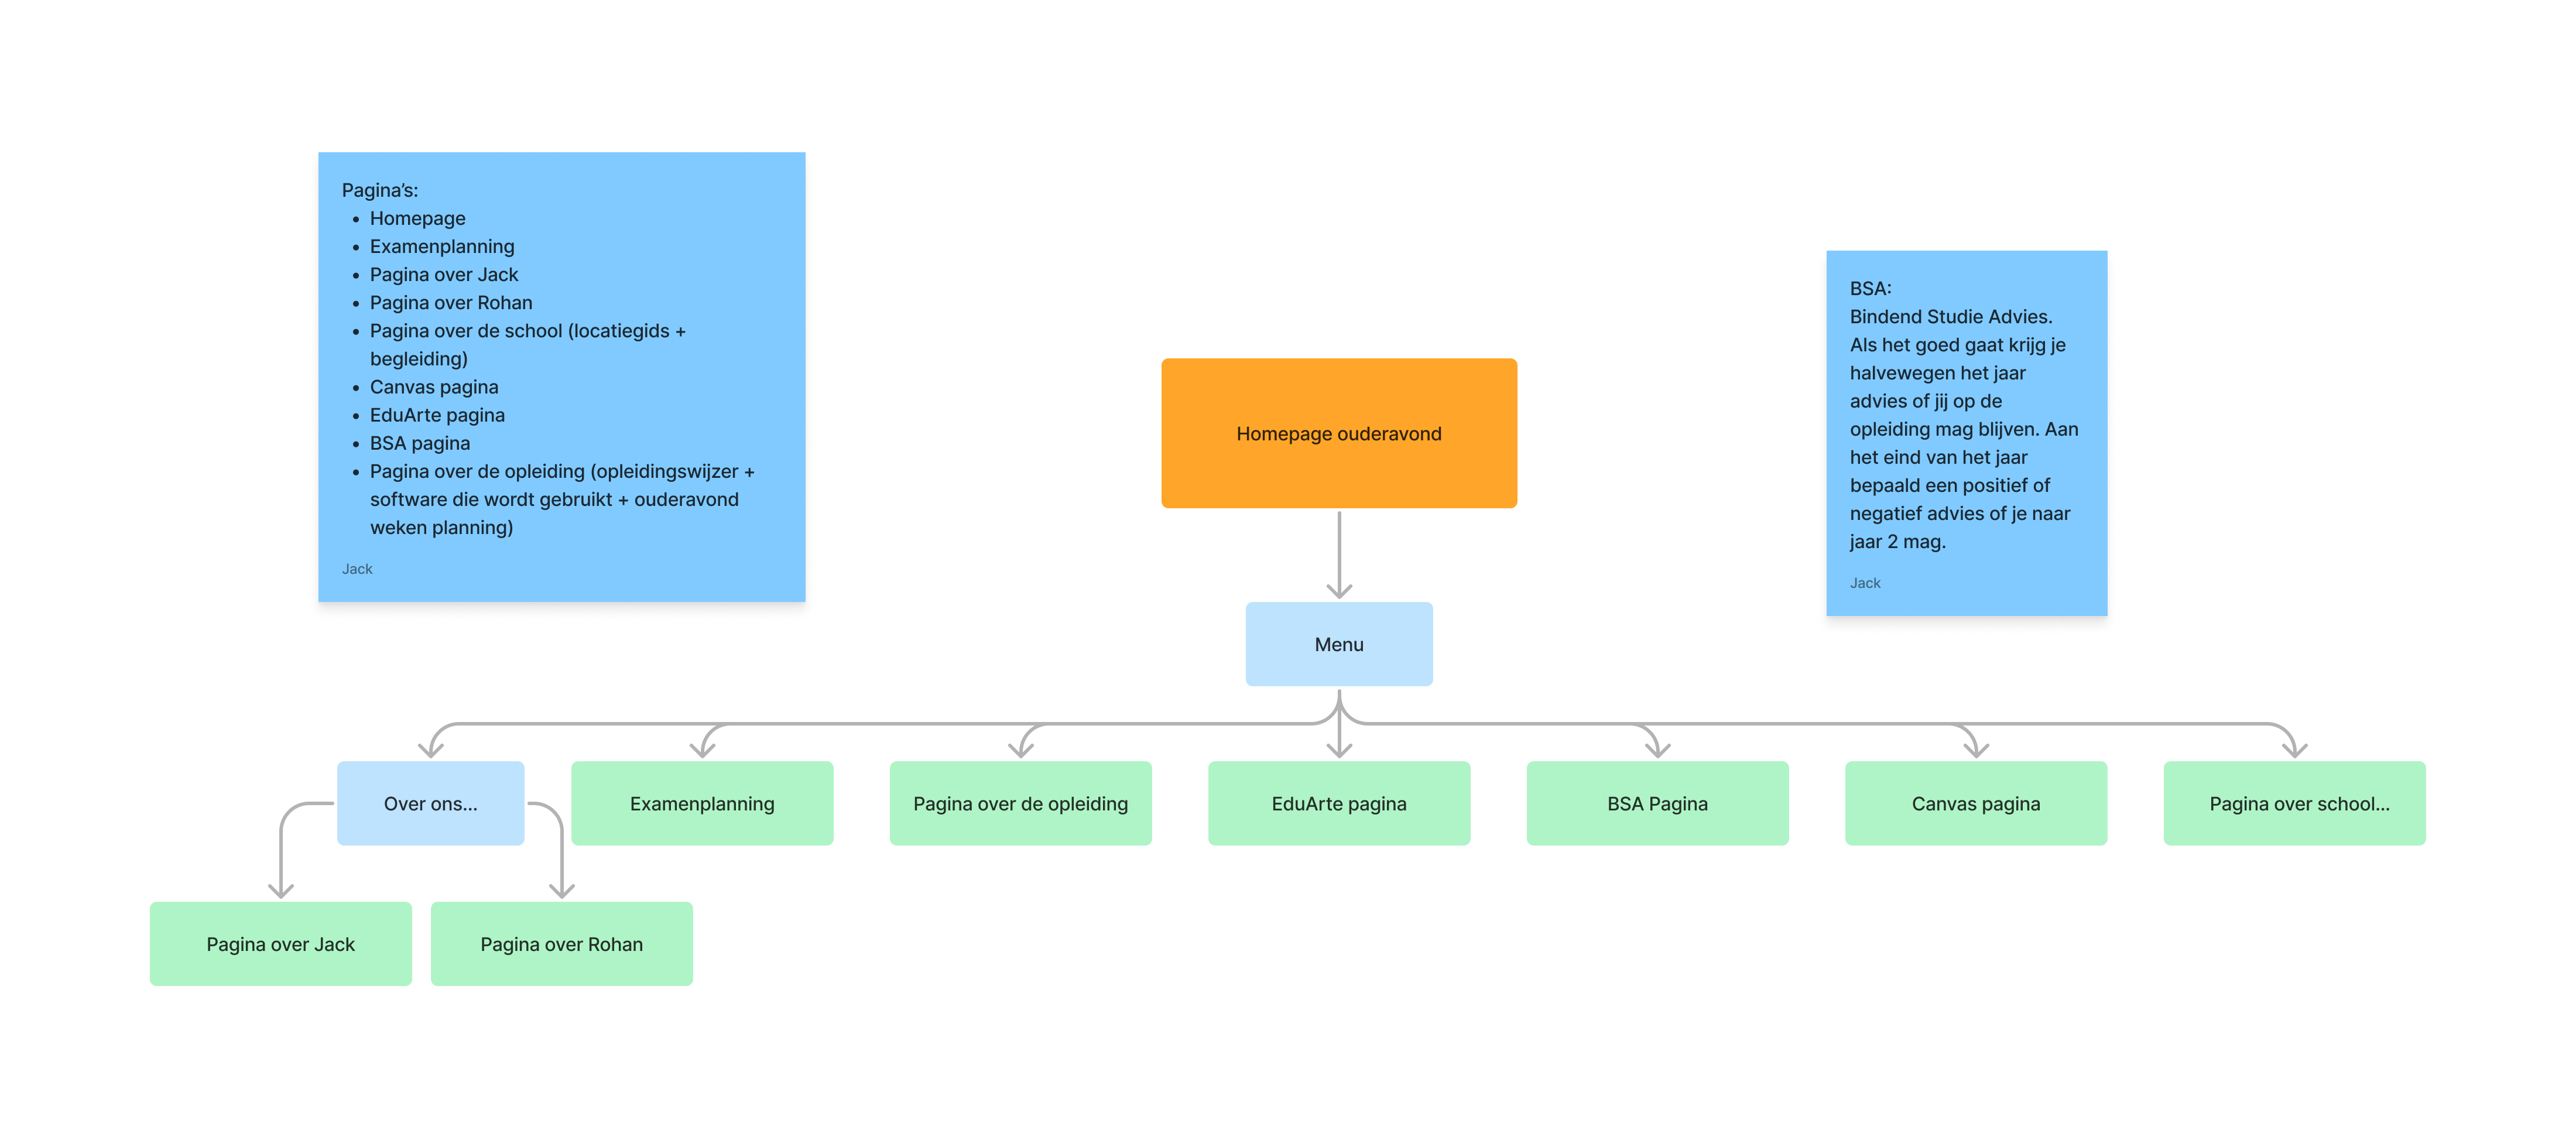 Pagina’s:
• Homepage
• Examenplanning
• Pagina over Jack
• Pagina over Rohan
• Pagina over de school (locatiegids +
begleiding)
• Canvas pagina
• EduArte pagina
• BSA pagina
• Pagina over de opleiding (opleidingswijzer +
software die wordt gebruikt + ouderavond
weken planning)
Jack
BSA:
Bindend Studie Advies.
Als het goed gaat krijg je
halvewegen het jaar
advies of jij op de
opleiding mag blijven. Aan
het eind van het jaar
bepaald een positief of
negatief advies of je naar
jaar 2 mag.
Jack
Homepage ouderavond
Menu
Over ons...
Examenplanning
Pagina over de opleiding
EduArte pagina
BSA Pagina
Canvas pagina
Pagina over school...
Pagina over Jack
Pagina over Rohan